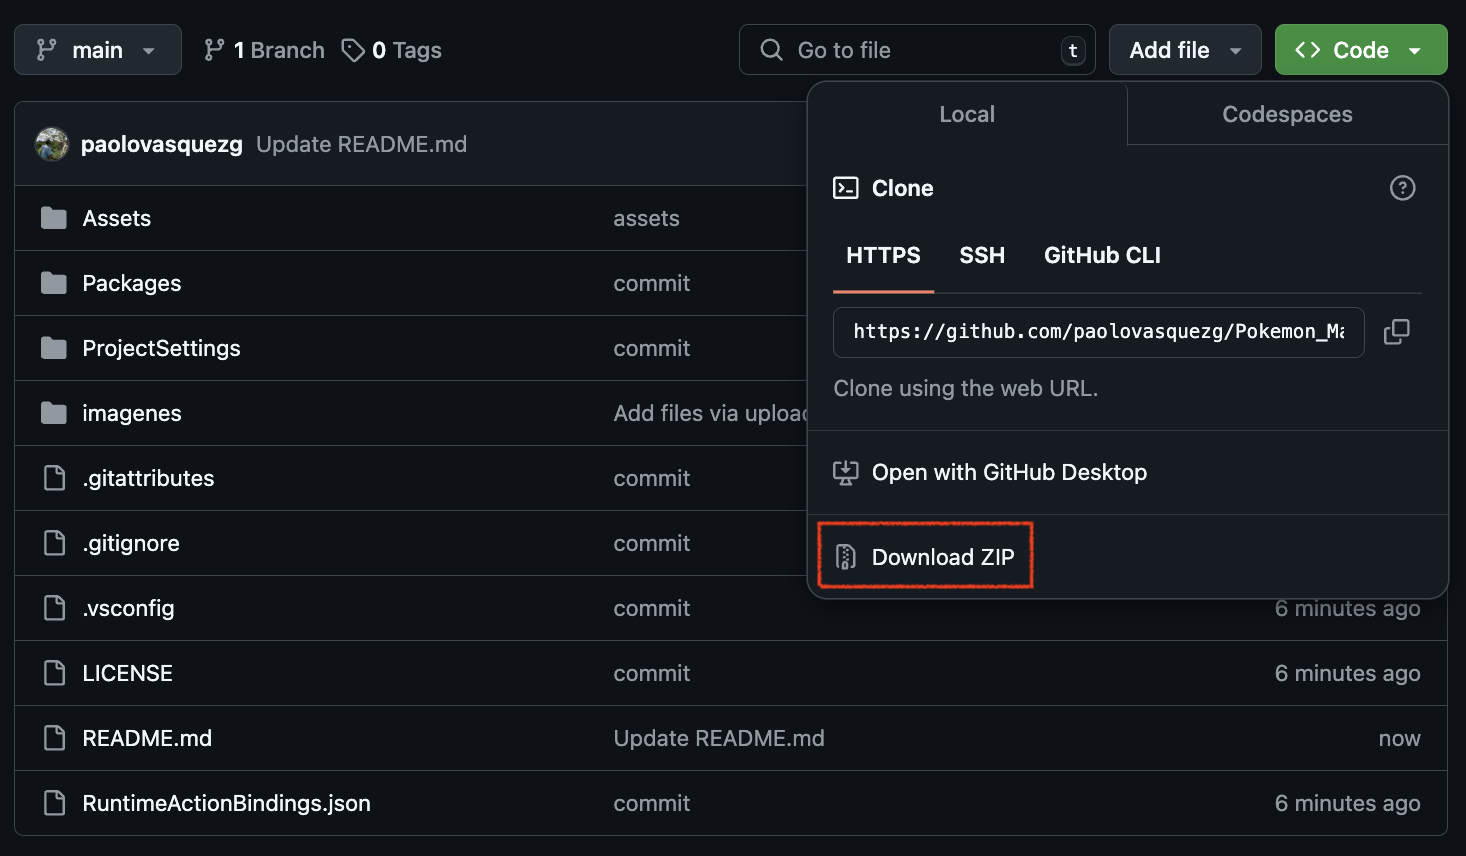 main 1 Branch 0 Tags Go to file t Add file Code
Local Codespaces
paolovasquezg Update README.md
Clone
Assets assets
HTTPS SSH GitHub CLI
Packages commit
https://github.com/paolovasquezg/Pokemon_Ma
ProjectSettings commit
Clone using the web URL.
imagenes Add files via upload
Open with GitHub Desktop
.gitattributes commit
.gitignore commit
Download ZIP
.vsconfig commit 6 minutes ago
LICENSE commit 6 minutes ago
README.md Update README.md now
RuntimeActionBindings.json commit 6 minutes ago